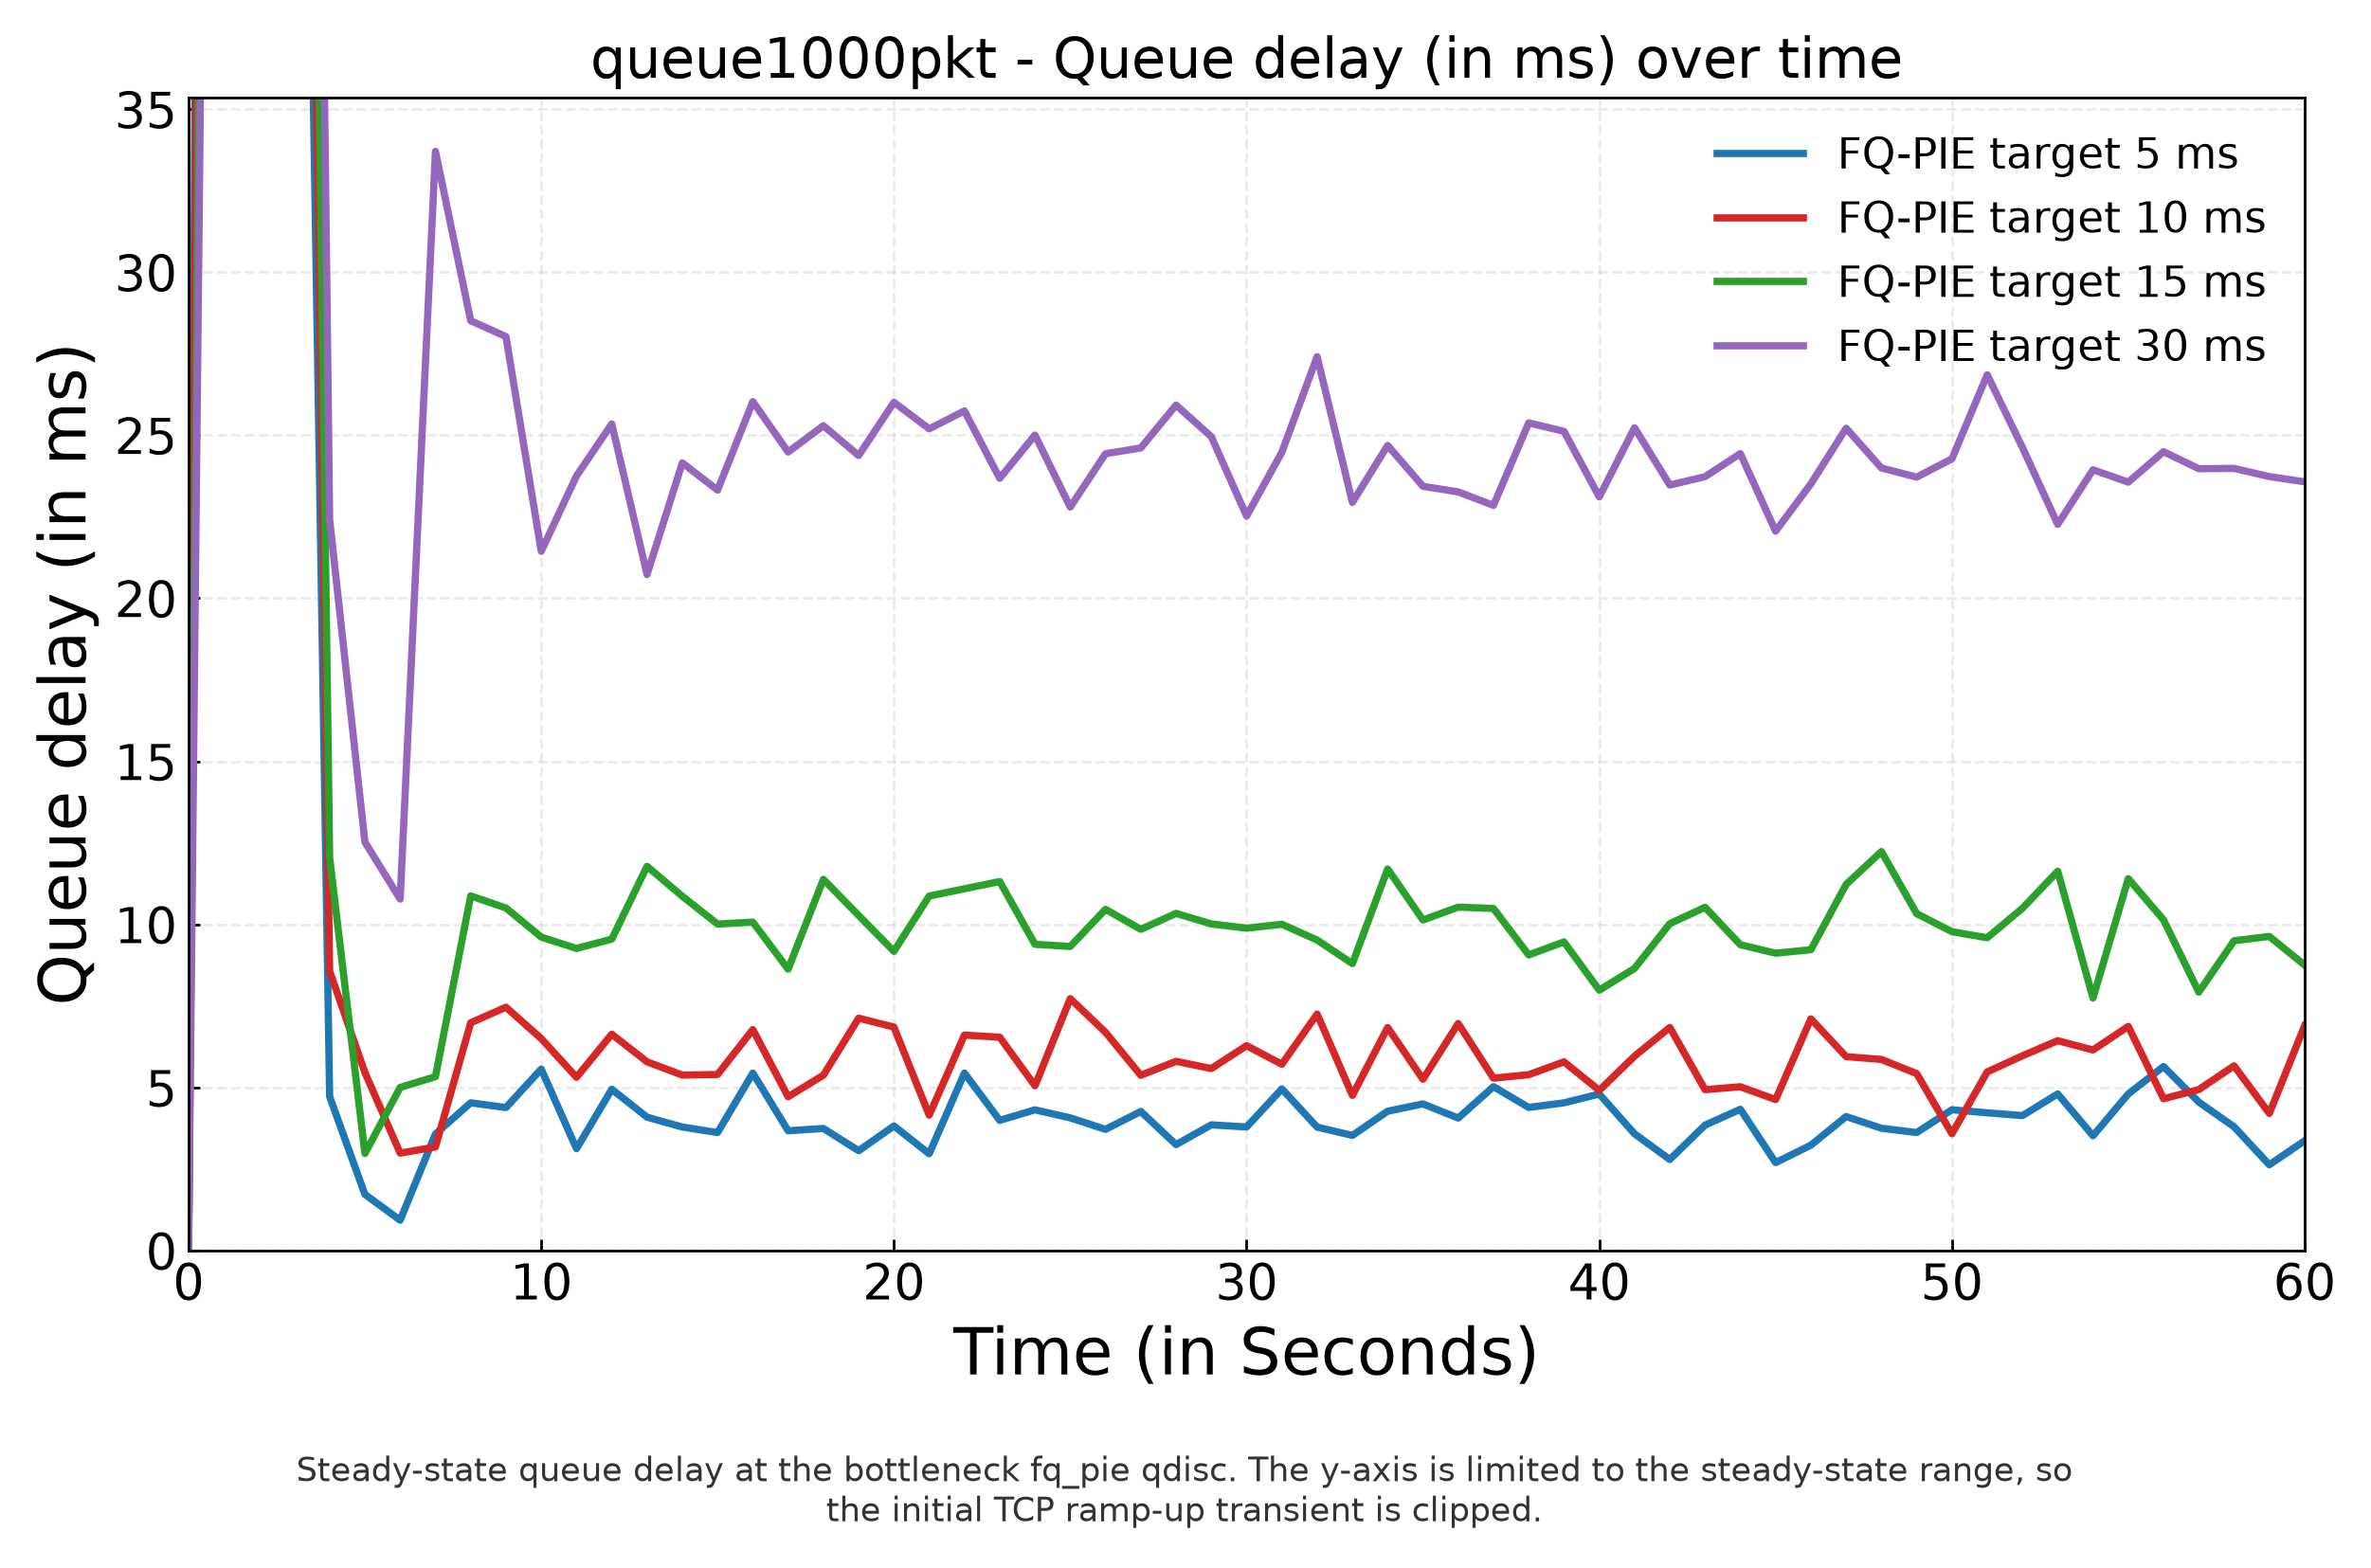 queue1000pkt - Queue delay (in ms) over time
Queue delay (in ms)
35
30
25
20
15
10
5
0
FQ-PIE target 5 ms
FQ-PIE target 10 ms
FQ-PIE target 15 ms
FQ-PIE target 30 ms
0 10 20 30 40 50 60
Time (in Seconds)
Steady-state queue delay at the bottleneck fq_pie qdisc. The y-axis is limited to the steady-state range, so
the initial TCP ramp-up transient is clipped.